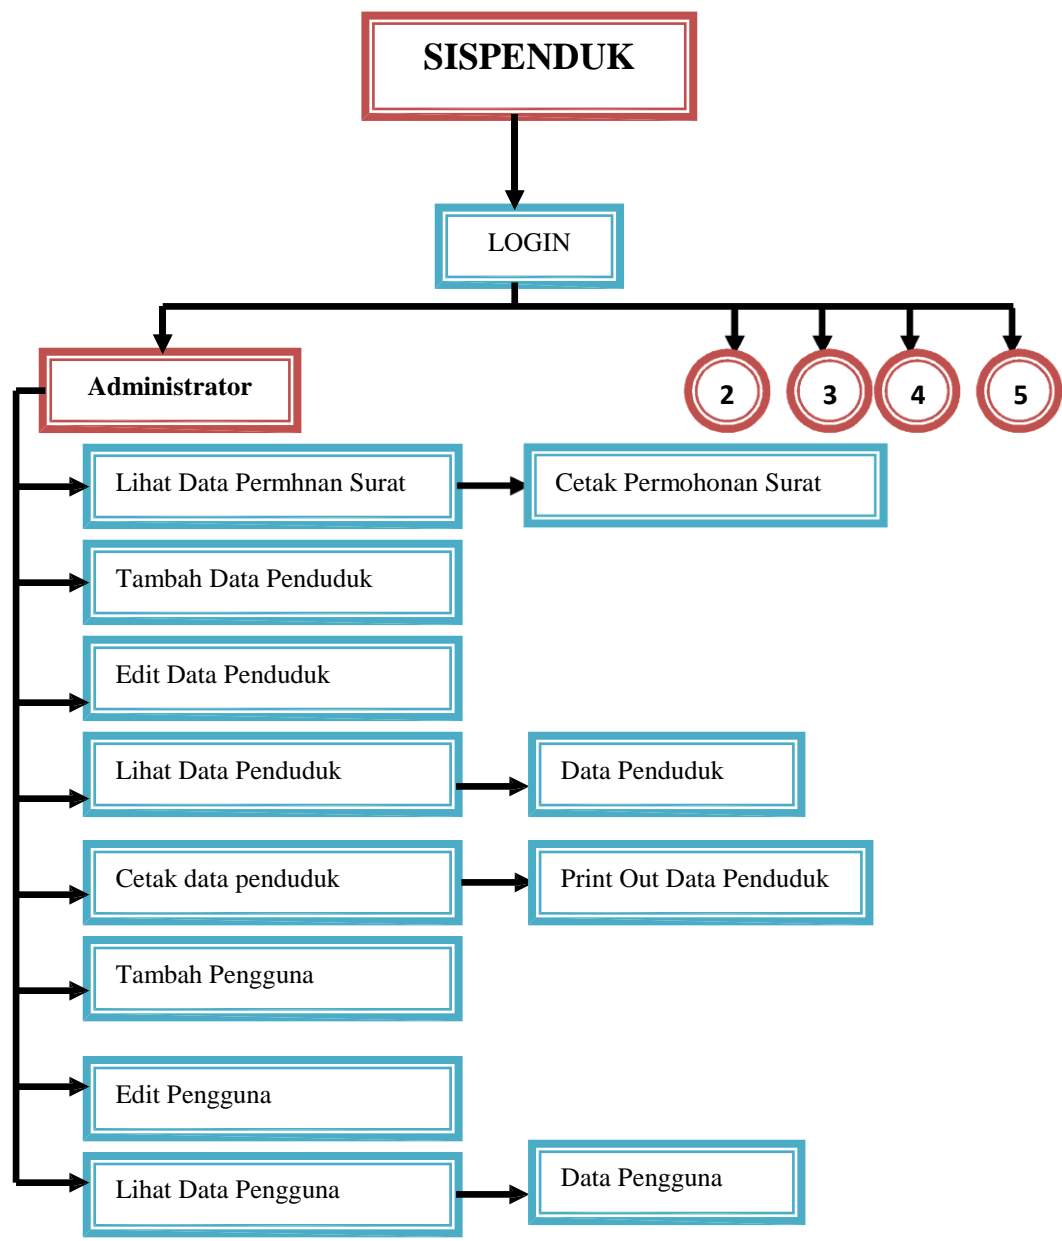 SISPENDUK
LOGIN
Administrator
2
3
4
5
Lihat Data Permhnan Surat
Cetak Permohonan Surat
Tambah Data Penduduk
Edit Data Penduduk
Lihat Data Penduduk
Data Penduduk
Cetak data penduduk
Print Out Data Penduduk
Tambah Pengguna
Edit Pengguna
Lihat Data Pengguna
Data Pengguna